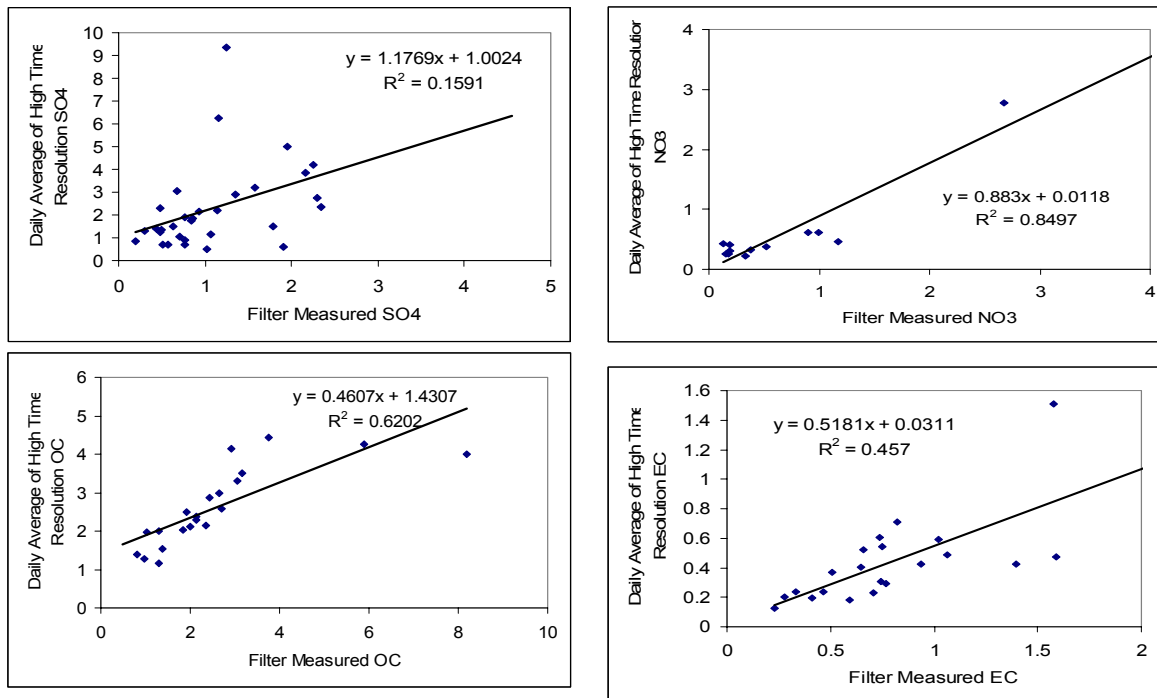 Daily Average of High Time
Resolution SO4
10
9
8
7
6
5
4
3
2
1
0
y = 1.1769x + 1.0024
R² = 0.1591
0 1 2 3 4 5
Filter Measured SO4
Daily Average of High Time Resolution
NO3
4
3
2
1
0
y = 0.883x + 0.0118
R² = 0.8497
0 1 2 3 4
Filter Measured NO3
Daily Average of High Time
Resolution OC
6
5
4
3
2
1
0
y = 0.4607x + 1.4307
R² = 0.6202
0 2 4 6 8 10
Filter Measured OC
Daily Average of High Time
Resolution EC
1.6
1.4
1.2
1
0.8
0.6
0.4
0.2
0
y = 0.5181x + 0.0311
R² = 0.457
0 0.5 1 1.5 2
Filter Measured EC